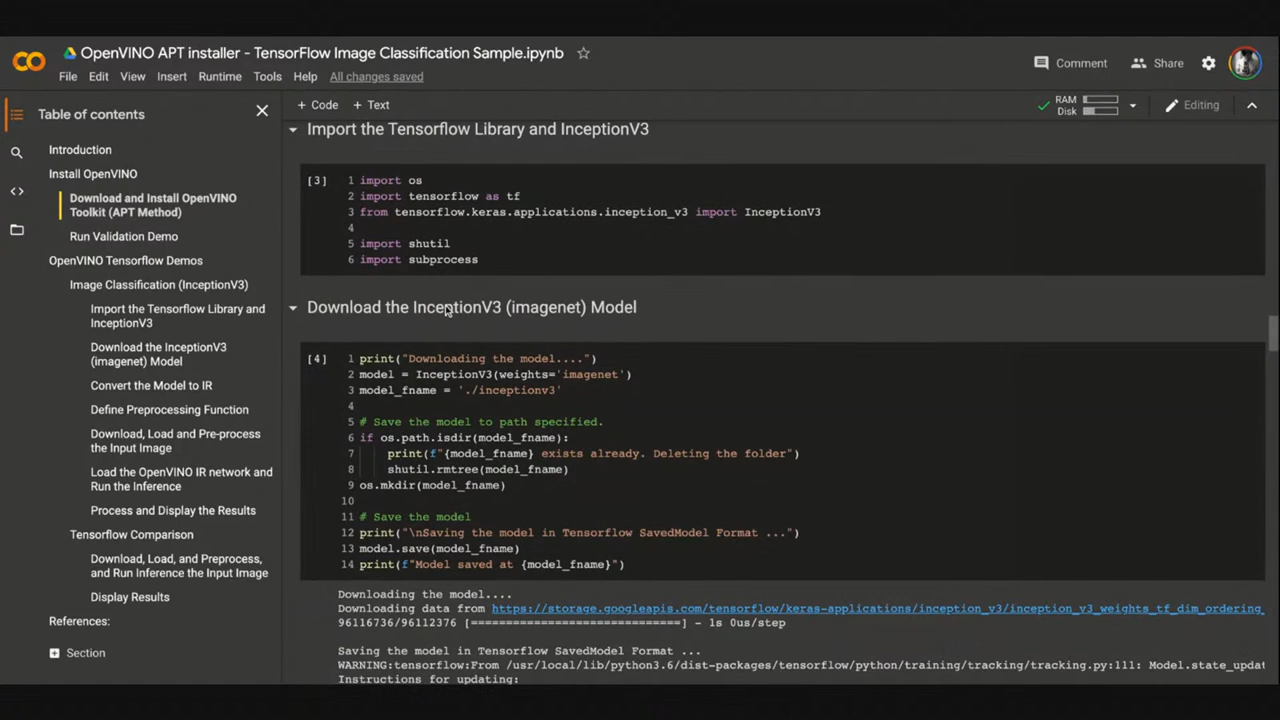 OpenVINO APT installer - TensorFlow Image Classification Sample.ipynb
File Edit View Insert Runtime Tools Help All changes saved
Comment Share
Table of contents
+ Code + Text
RAM
Disk
Editing
Introduction
Install OpenVINO
Download and Install OpenVINO
Toolkit (APT Method)
Run Validation Demo
OpenVINO Tensorflow Demos
Image Classification (InceptionV3)
Import the Tensorflow Library and
InceptionV3
Download the InceptionV3
(imagenet) Model
Convert the Model to IR
Define Preprocessing Function
Download, Load and Pre-process
the Input Image
Load the OpenVINO IR network and
Run the Inference
Process and Display the Results
Tensorflow Comparison
Download, Load, and Preprocess,
and Run Inference the Input Image
Display Results
References:
Section
Import the Tensorflow Library and InceptionV3
[3] 1 import os
2 import tensorflow as tf
3 from tensorflow.keras.applications.inception_v3 import InceptionV3
4
5 import shutil
6 import subprocess
Download the InceptionV3 (imagenet) Model
[4] 1 print("Downloading the model....")
2 model = InceptionV3(weights='imagenet')
3 model_fname = './inceptionv3'
4
5 # Save the model to path specified.
6 if os.path.isdir(model_fname):
7 print(f"{model_fname} exists already. Deleting the folder")
8 shutil.rmtree(model_fname)
9 os.mkdir(model_fname)
10
11 # Save the model
12 print("\nSaving the model in Tensorflow SavedModel Format ...")
13 model.save(model_fname)
14 print(f"Model saved at {model_fname}")
Downloading the model....
Downloading data from https://storage.googleapis.com/tensorflow/keras-applications/inception_v3/inception_v3_weights_tf_dim_ordering_
96116736/96112376 [==============================] - 1s 0us/step
Saving the model in Tensorflow SavedModel Format ...
WARNING:tensorflow:From /usr/local/lib/python3.6/dist-packages/tensorflow/python/training/tracking/tracking.py:111: Model.state_updat
Instructions for updating: